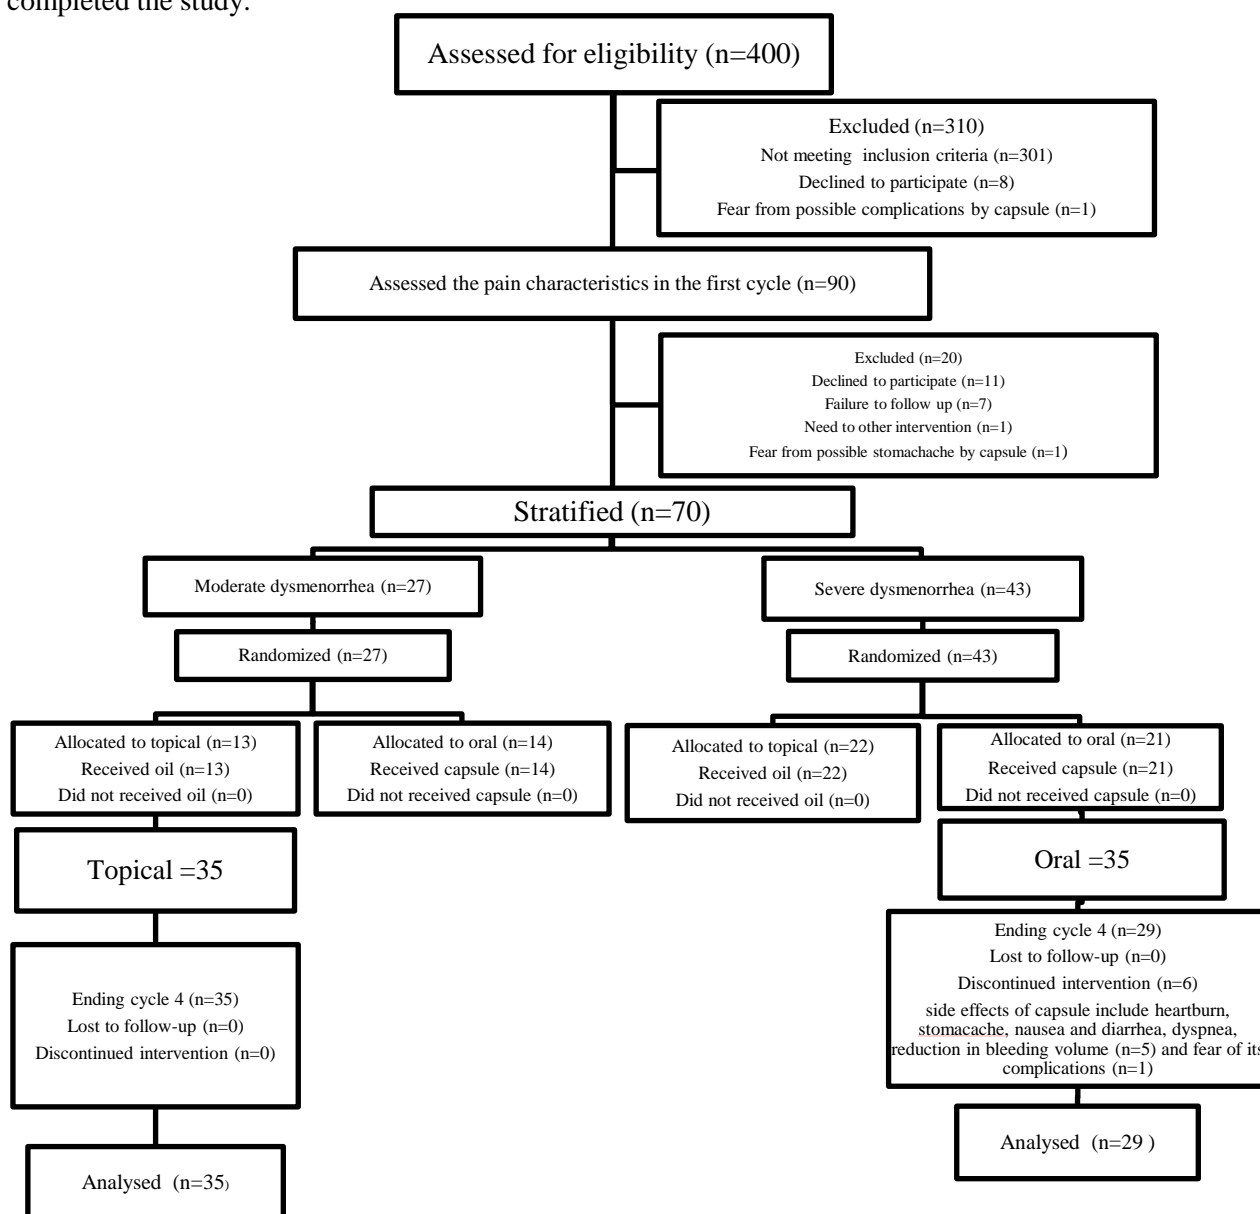 completed the study.
Assessed for eligibility (n=400)
Excluded (n=310)
Not meeting inclusion criteria (n=301)
Declined to participate (n=8)
Fear from possible complications by capsule (n=1)
Assessed the pain characteristics in the first cycle (n=90)
Excluded (n=20)
Declined to participate (n=11)
Failure to follow up (n=7)
Need to other intervention (n=1)
Fear from possible stomachache by capsule (n=1)
Stratified (n=70)
Moderate dysmenorrhea (n=27)
Severe dysmenorrhea (n=43)
Randomized (n=27)
Randomized (n=43)
Allocated to topical (n=13)
Received oil (n=13)
Did not received oil (n=0)
Allocated to oral (n=14)
Received capsule (n=14)
Did not received capsule (n=0)
Allocated to topical (n=22)
Received oil (n=22)
Did not received oil (n=0)
Allocated to oral (n=21)
Received capsule (n=21)
Did not received capsule (n=0)
Topical =35
Oral =35
Ending cycle 4 (n=35)
Lost to follow-up (n=0)
Discontinued intervention (n=0)
Ending cycle 4 (n=29)
Lost to follow-up (n=0)
Discontinued intervention (n=6)
side effects of capsule include heartburn,
stomacache, nausea and diarrhea, dyspnea,
reduction in bleeding volume (n=5) and fear of its
complications (n=1)
Analysed (n=35)
Analysed (n=29 )